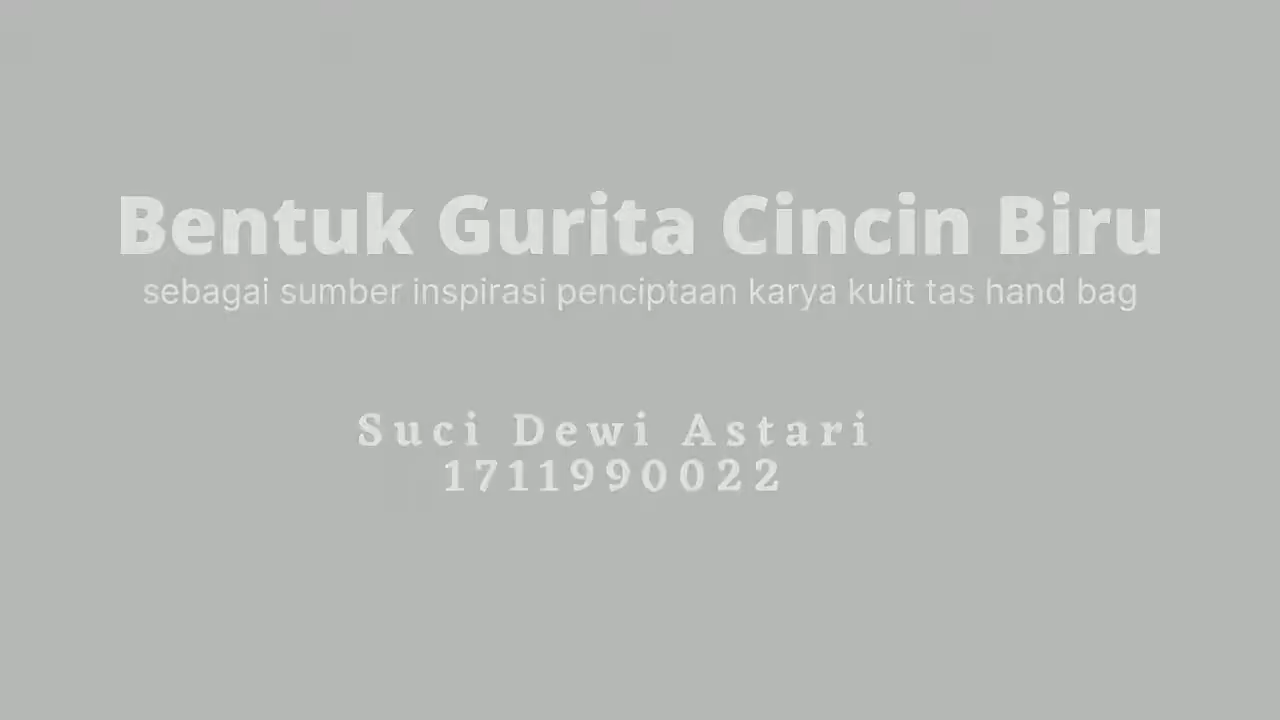 Bentuk Gurita Cincin Biru
sebagai sumber inspirasi penciptaan karya kulit tas hand bag
Suci Dewi Astari
1711990022